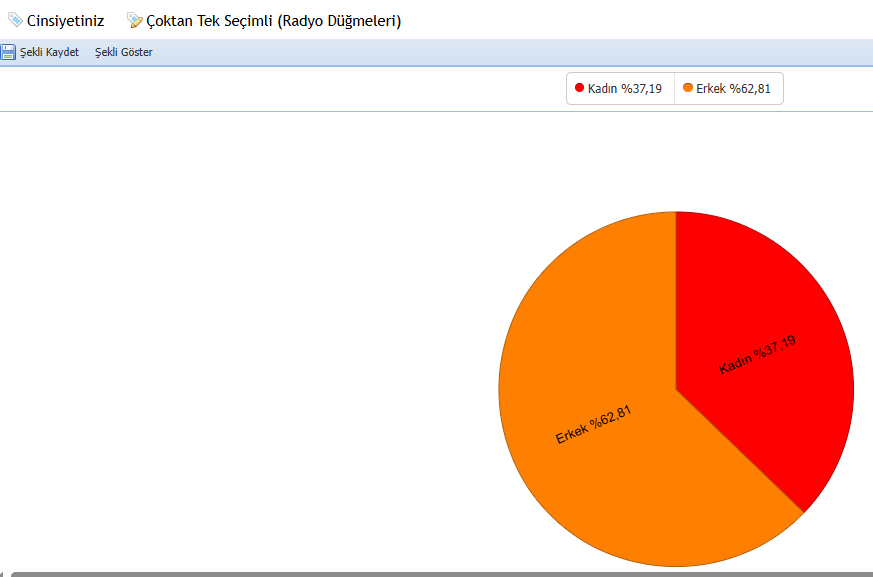 Cinsiyetiniz Çoktan Tek Seçimli (Radyo Düğmeleri)
Şekli Kaydet Şekli Göster
Kadın %37,19 Erkek %62,81
Kadın %37,19
Erkek %62,81